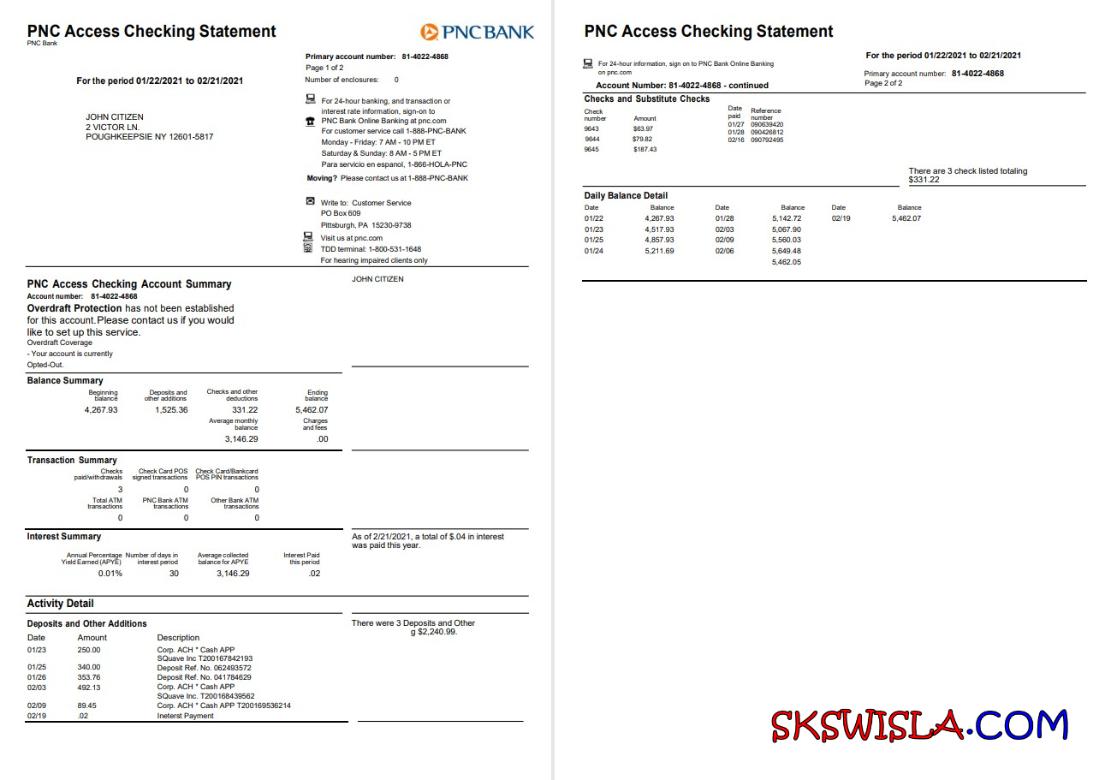 PNC Access Checking Statement
PNC Bank
PNC BANK
Primary account number: 81-4022-4868
Page 1 of 2
Number of enclosures: 0
For the period 01/22/2021 to 02/21/2021
JOHN CITIZEN
2 VICTOR LN.
POUGHKEEPSIE NY 12601-5817
For 24-hour banking, and transaction or
interest rate information, sign-on to
PNC Bank Online Banking at pnc.com
For customer service call 1-888-PNC-BANK
Monday - Friday: 7 AM - 10 PM ET
Saturday & Sunday: 8 AM - 5 PM ET
Para servicio en espanol, 1-866-HOLA-PNC
Moving? Please contact us at 1-888-PNC-BANK
Write to: Customer Service
PO Box 609
Pittsburgh, PA 15230-9738
Visit us at pnc.com
TDD terminal: 1-800-531-1648
For hearing impaired clients only
PNC Access Checking Account Summary
Account number: 81-4022-4868
Overdraft Protection has not been established
for this account.Please contact us if you would
like to set up this service.
Overdraft Coverage
- Your account is currently
Opted-Out.
JOHN CITIZEN
Balance Summary
Beginning balance Deposits and other additions Checks and other deductions Ending balance
4,267.93 1,525.36 331.22 5,462.07
Average monthly balance Charges and fees
3,146.29 .00
Transaction Summary
Checks paid/withdrawals Check Card POS signed transactions Check Card/Bankcard POS PIN transactions
3 0 0
Total ATM transactions PNC Bank ATM transactions Other Bank ATM transactions
0 0 0
Interest Summary
As of 2/21/2021, a total of $.04 in interest
was paid this year.
Annual Percentage Yield Earned (APYE) Number of days in interest period Average collected balance for APYE Interest Paid this period
0.01% 30 3,146.29 .02
Activity Detail
Deposits and Other Additions
There were 3 Deposits and Other
g $2,240.99.
Date Amount Description
01/23 250.00 Corp. ACH * Cash APP
SQuave Inc T200167842193
01/25 340.00 Deposit Ref. No. 062493572
01/26 353.76 Deposit Ref. No. 041784629
02/03 492.13 Corp. ACH * Cash APP
SQuave Inc. T200168439562
02/09 89.45 Corp. ACH * Cash APP T200169536214
02/19 .02 Ineterst Payment
PNC Access Checking Statement
For 24-hour information, sign on to PNC Bank Online Banking
on pnc.com
For the period 01/22/2021 to 02/21/2021
Primary account number: 81-4022-4868
Page 2 of 2
Account Number: 81-4022-4868 - continued
Checks and Substitute Checks
Check number Amount Date paid Reference number
9643 $63.97 01/27 090639420
9644 $79.82 01/28 090426812
9645 $187.43 02/16 090792495
There are 3 check listed totaling
$331.22
Daily Balance Detail
Date Balance Date Balance Date Balance
01/22 4,267.93 01/28 5,142.72 02/19 5,462.07
01/23 4,517.93 02/03 5,067.90
01/25 4,857.93 02/09 5,560.03
01/24 5,211.69 02/06 5,649.48
5,462.05
SKSWISLA.COM